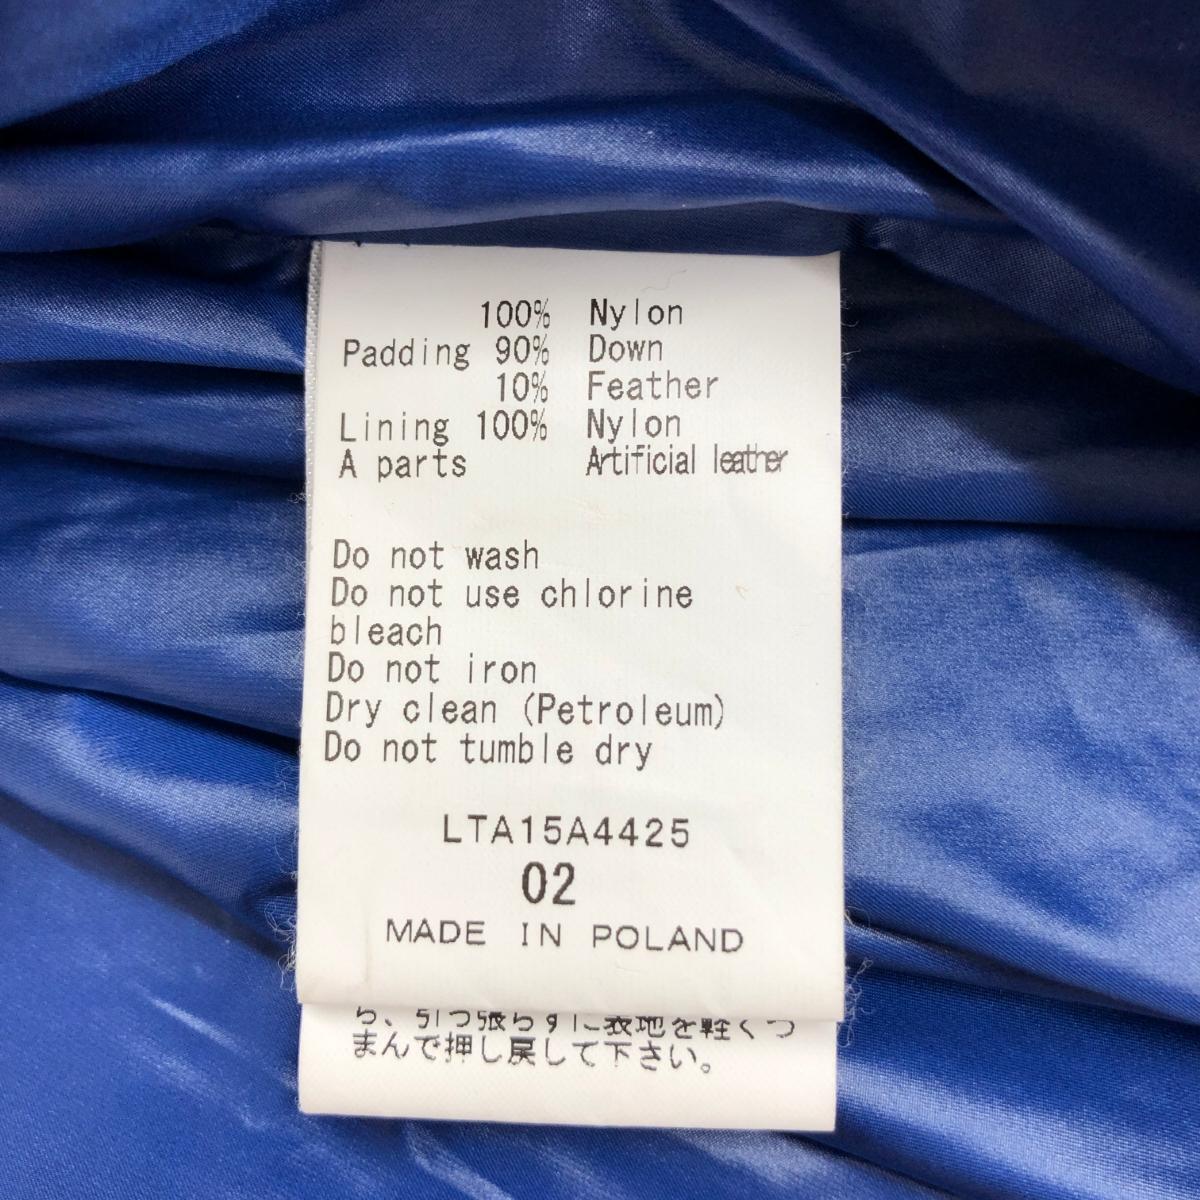 100% Nylon
Padding 90% Down
10% Feather
Lining 100% Nylon
A parts Artificial leather
Do not wash
Do not use chlorine
bleach
Do not iron
Dry clean (Petroleum)
Do not tumble dry
LTA15A4425
02
MADE IN POLAND
ら、引っ張らずに表地を軽くつ
まんで押し戻して下さい。